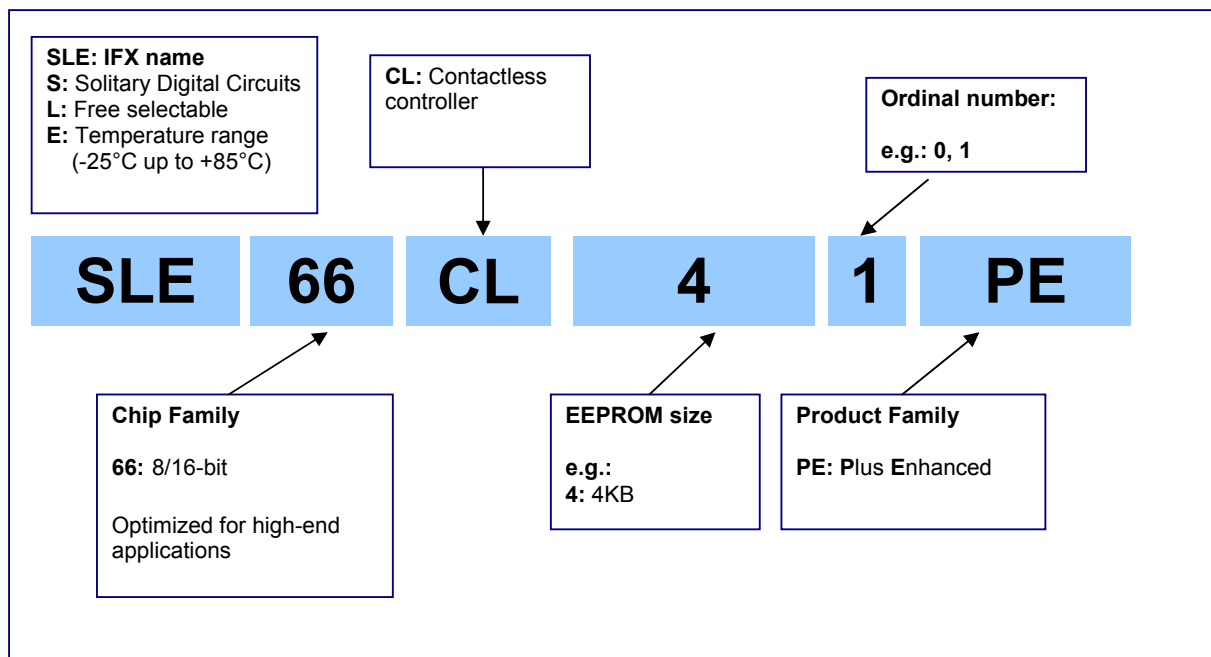 SLE: IFX name
S: Solitary Digital Circuits
L: Free selectable
E: Temperature range
(-25°C up to +85°C)
CL: Contactless
controller
Ordinal number:
e.g.: 0, 1
SLE 66 CL 4 1 PE
Chip Family
66: 8/16-bit
Optimized for high-end
applications
EEPROM size
e.g.:
4: 4KB
Product Family
PE: Plus Enhanced